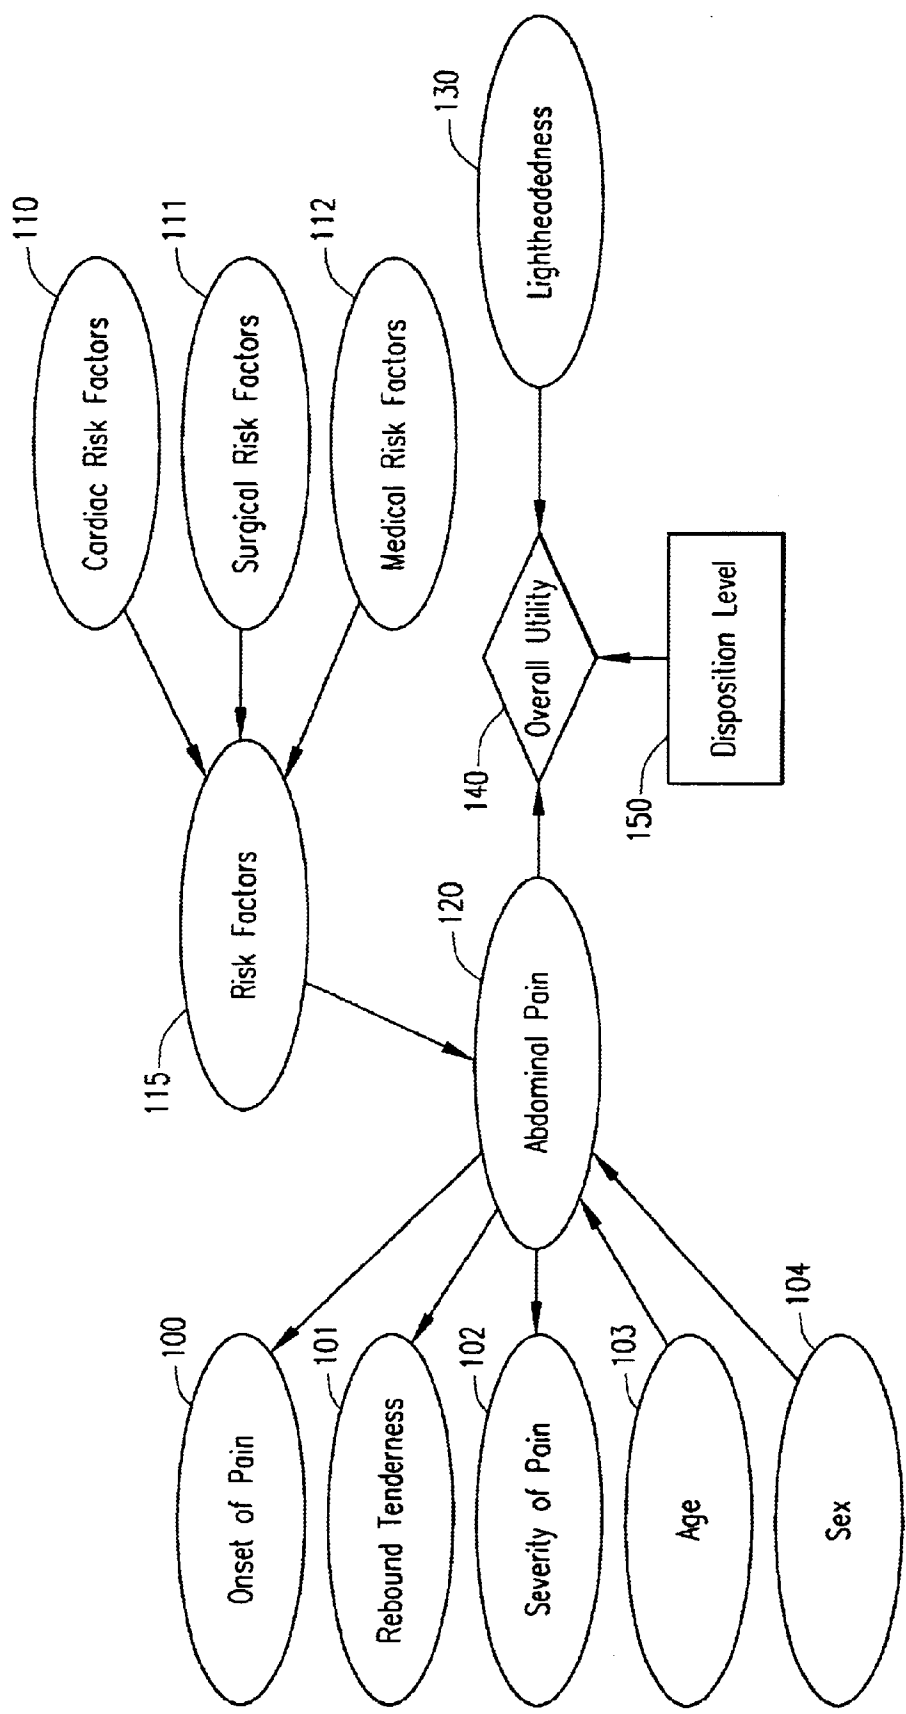 110
Cardiac Risk Factors
111
Surgical Risk Factors
112
Medical Risk Factors
115
Risk Factors
100
Onset of Pain
101
Rebound Tenderness
102
Severity of Pain
103
Age
104
Sex
120
Abdominal Pain
140
Overall Utility
130
Lightheadedness
150
Disposition Level